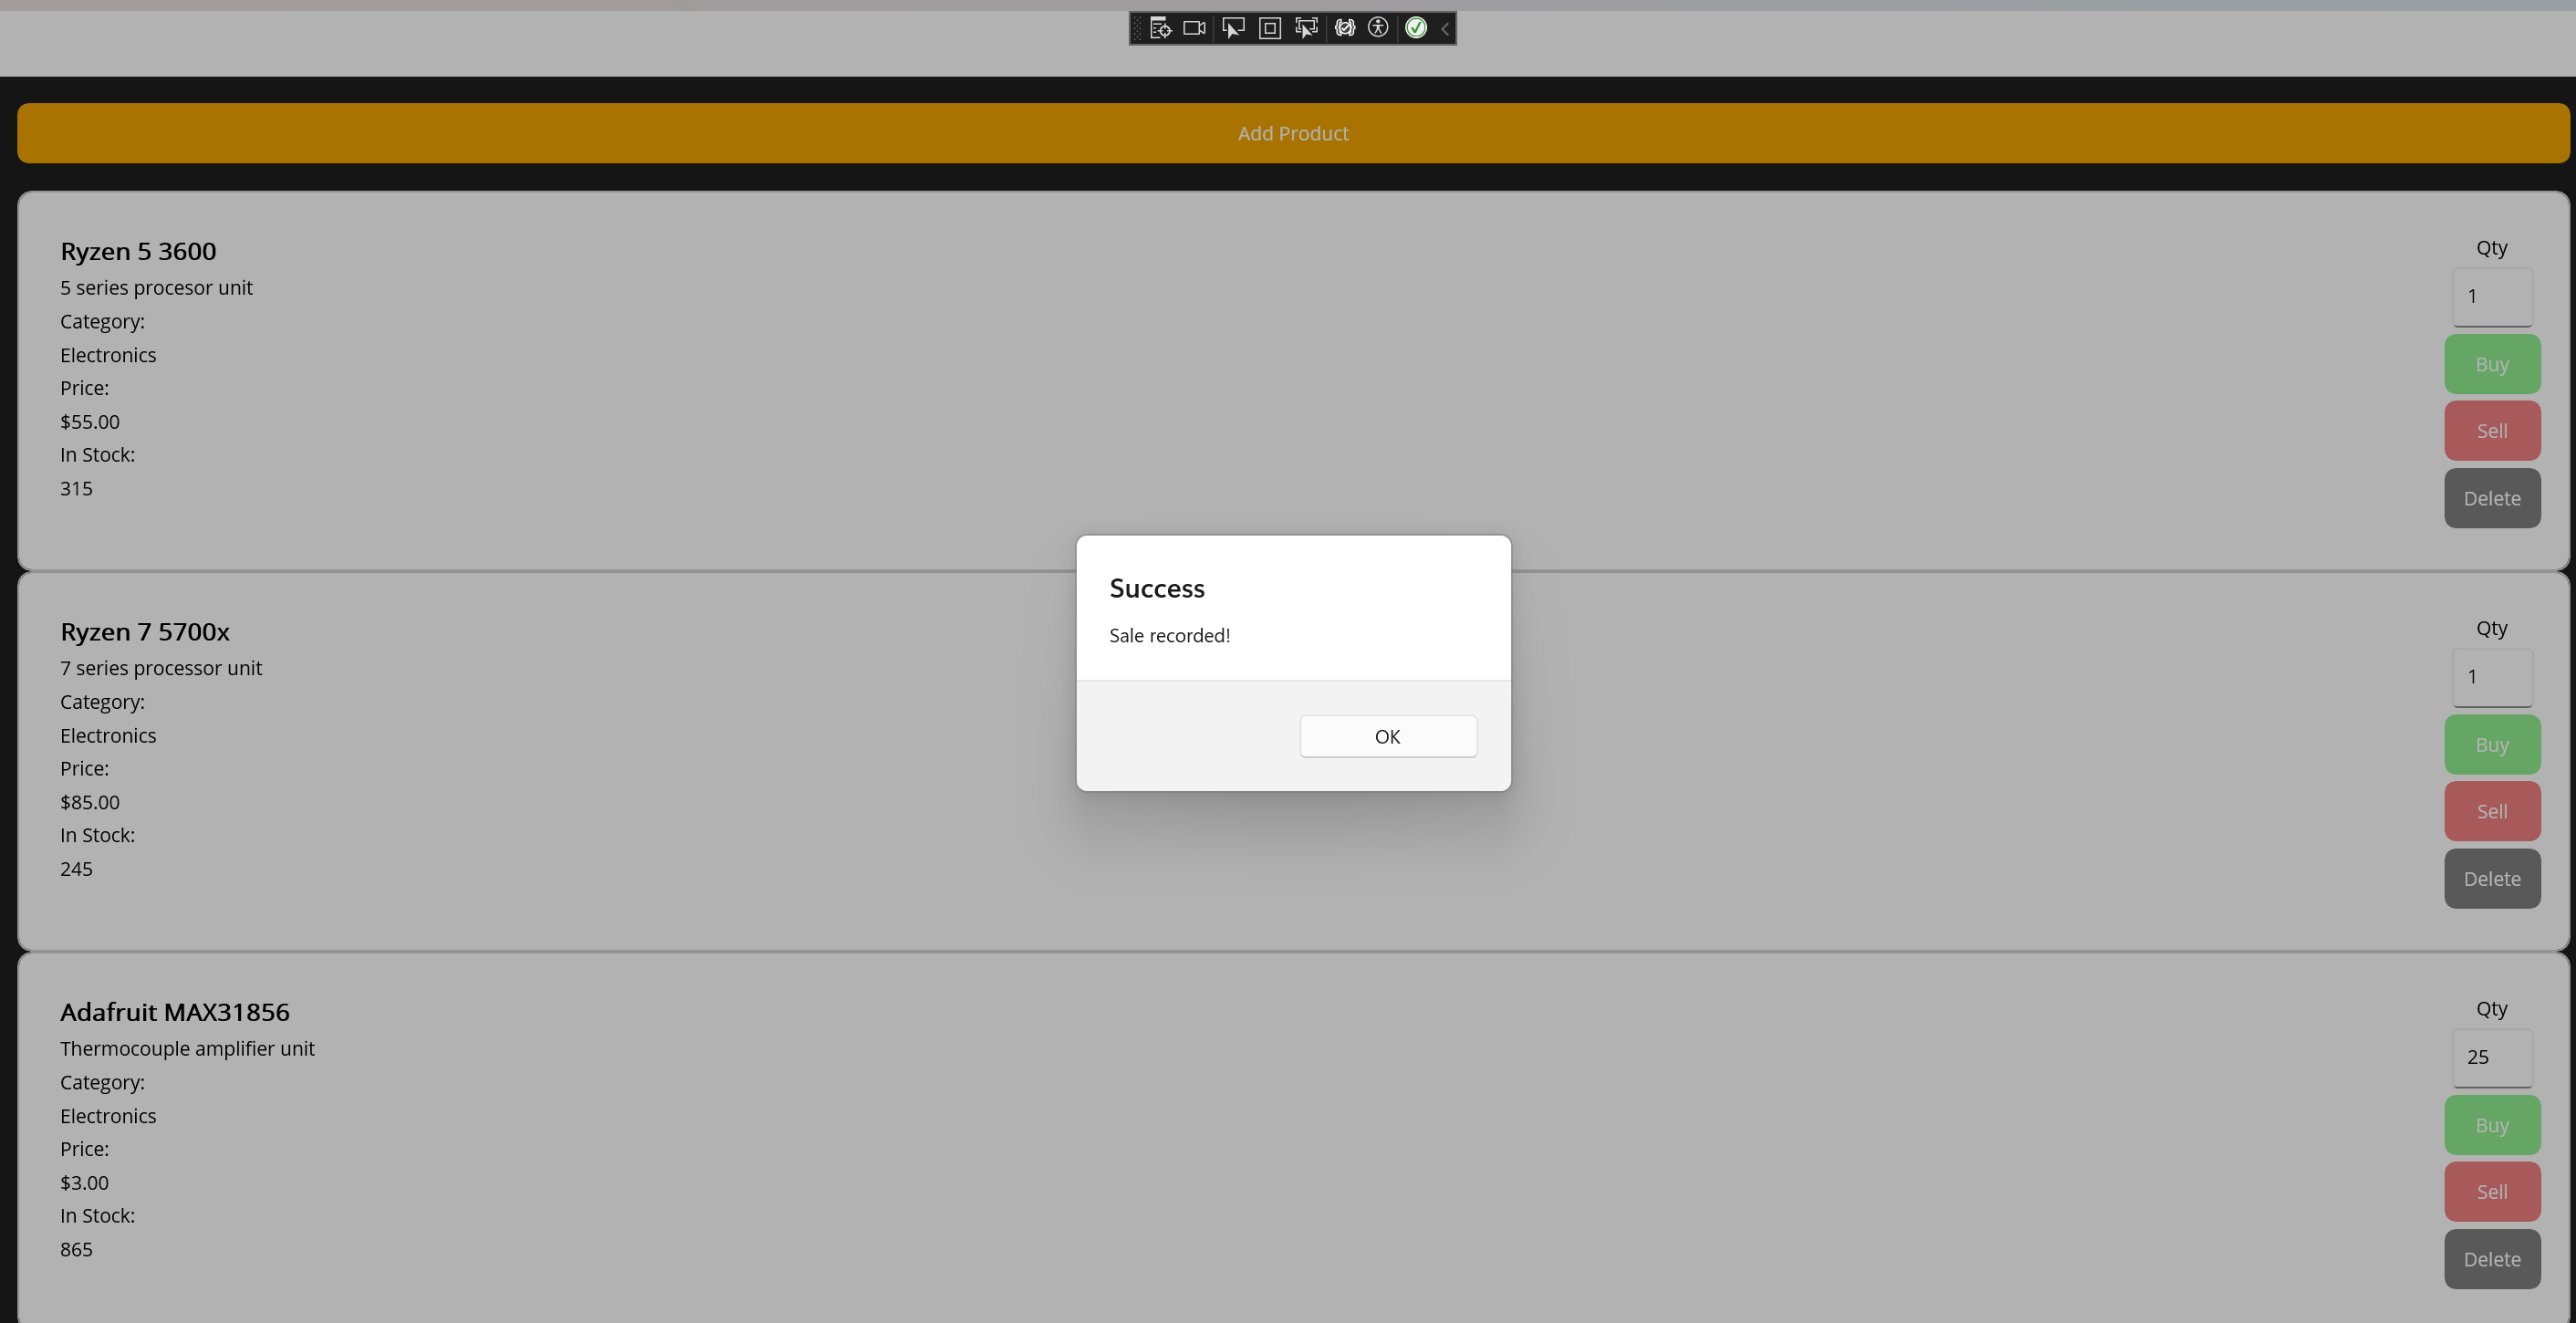 Add Product
Ryzen 5 3600
5 series procesor unit
Category:
Electronics
Price:
$55.00
In Stock:
315
Qty
1
Buy
Sell
Delete
Success
Sale recorded!
OK
Ryzen 7 5700x
7 series processor unit
Category:
Electronics
Price:
$85.00
In Stock:
245
Qty
1
Buy
Sell
Delete
Adafruit MAX31856
Thermocouple amplifier unit
Category:
Electronics
Price:
$3.00
In Stock:
865
Qty
25
Buy
Sell
Delete